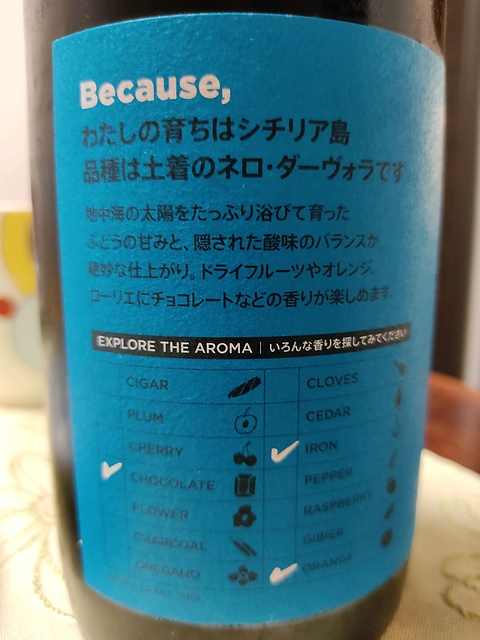 Because,
わたしの育ちはシチリア島
品種は土着のネロ・ダーヴォラです
地中海の太陽をたっぷり浴びて育った
ぶどうの甘みと、隠された酸味のバランスが
絶妙な仕上がり。ドライフルーツやオレンジ、
ローリエにチョコレートなどの香りが楽しめます。
EXPLORE THE AROMA | いろんな香りを探してみてください
CIGAR
PLUM
CHERRY
CHOCOLATE
FLOWER
CHARCOAL
OREGANO
CLOVES
CEDAR
IRON
PEPPER
RASPBERRY
GIBIER
ORANGE